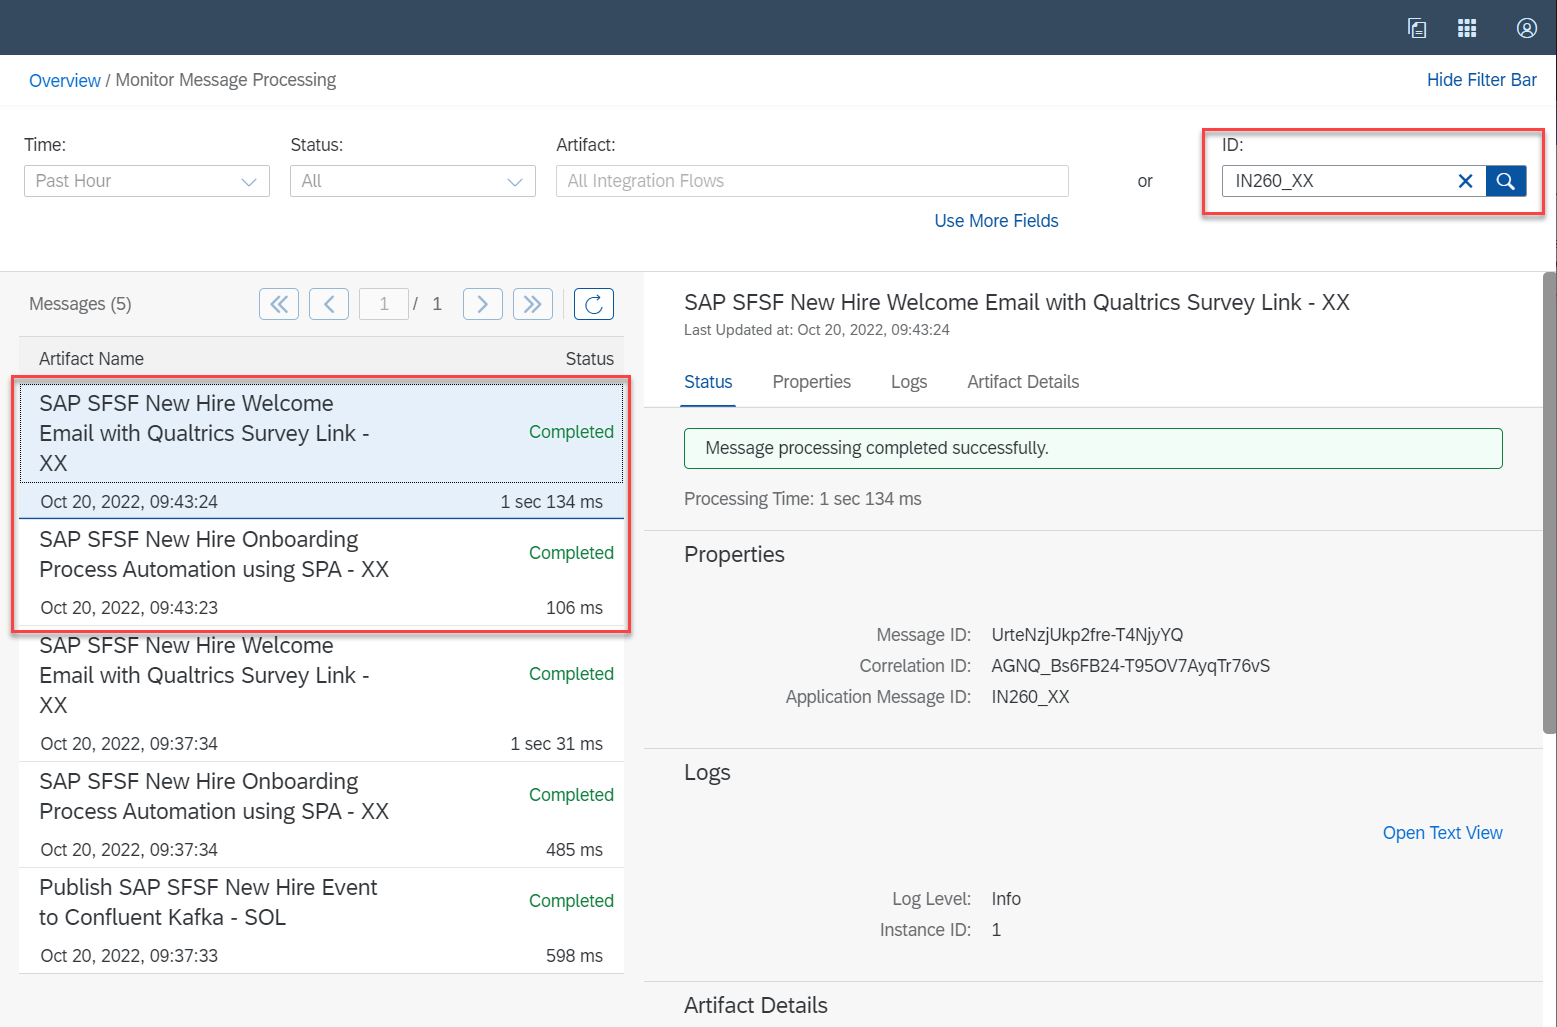 Overview / Monitor Message Processing
Hide Filter Bar
Time:
Status:
Artifact:
ID:
Past Hour
All
All Integration Flows
or
IN260_XX
Use More Fields
Messages (5)
1 / 1
Artifact Name
Status
SAP SFSF New Hire Welcome
Email with Qualtrics Survey Link -
XX
Completed
Oct 20, 2022, 09:43:24
1 sec 134 ms
SAP SFSF New Hire Onboarding
Process Automation using SPA - XX
Completed
Oct 20, 2022, 09:43:23
106 ms
SAP SFSF New Hire Welcome
Email with Qualtrics Survey Link -
XX
Completed
Oct 20, 2022, 09:37:34
1 sec 31 ms
SAP SFSF New Hire Onboarding
Process Automation using SPA - XX
Completed
Oct 20, 2022, 09:37:34
485 ms
Publish SAP SFSF New Hire Event
to Confluent Kafka - SOL
Completed
Oct 20, 2022, 09:37:33
598 ms
SAP SFSF New Hire Welcome Email with Qualtrics Survey Link - XX
Last Updated at: Oct 20, 2022, 09:43:24
Status
Properties
Logs
Artifact Details
Message processing completed successfully.
Processing Time: 1 sec 134 ms
Properties
Message ID: UrteNzjUkp2fre-T4NjyYQ
Correlation ID: AGNQ_Bs6FB24-T95OV7AyqTr76vS
Application Message ID: IN260_XX
Logs
Open Text View
Log Level: Info
Instance ID: 1
Artifact Details